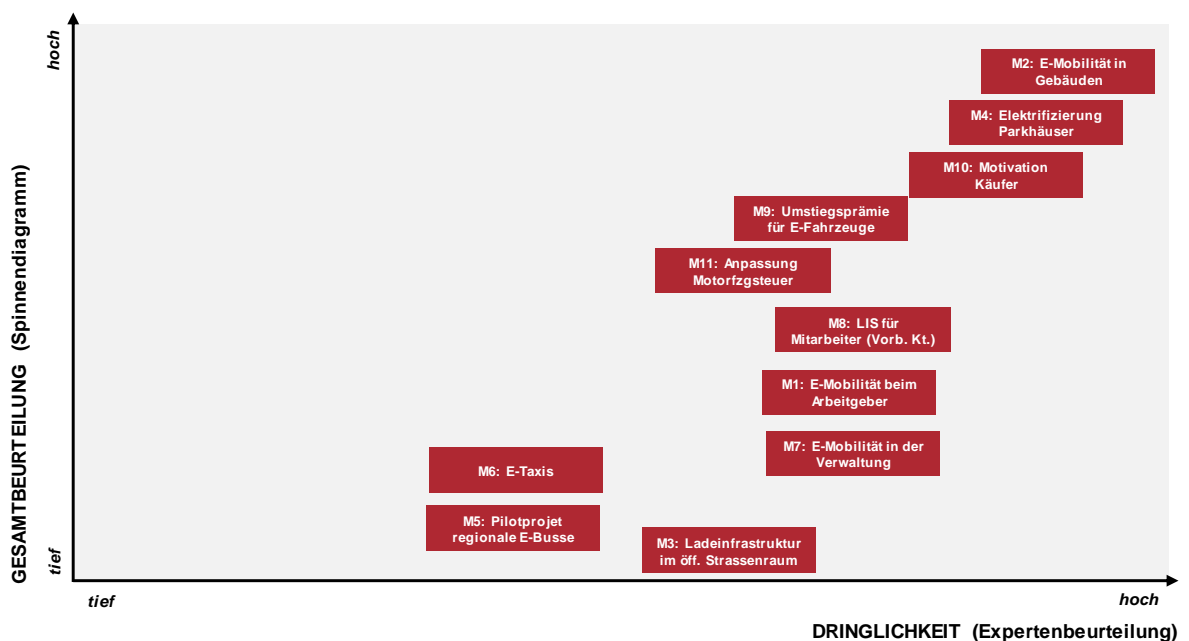 hoch
GESAMTBEURTEILUNG (Spinnendiagramm)
tief
M2: E-Mobilität in
Gebäuden
M4: Elektrifizierung
Parkhäuser
M10: Motivation
Käufer
M9: Umstiegsprämie
für E-Fahrzeuge
M11: Anpassung
Motorfzgsteuer
M8: LIS für
Mitarbeiter (Vorb. Kt.)
M1: E-Mobilität beim
Arbeitgeber
M7: E-Mobilität in der
Verwaltung
M6: E-Taxis
M5: Pilotprojet
regionale E-Busse
M3: Ladeinfrastruktur
im öff. Strassenraum
tief
hoch
DRINGLICHKEIT (Expertenbeurteilung)